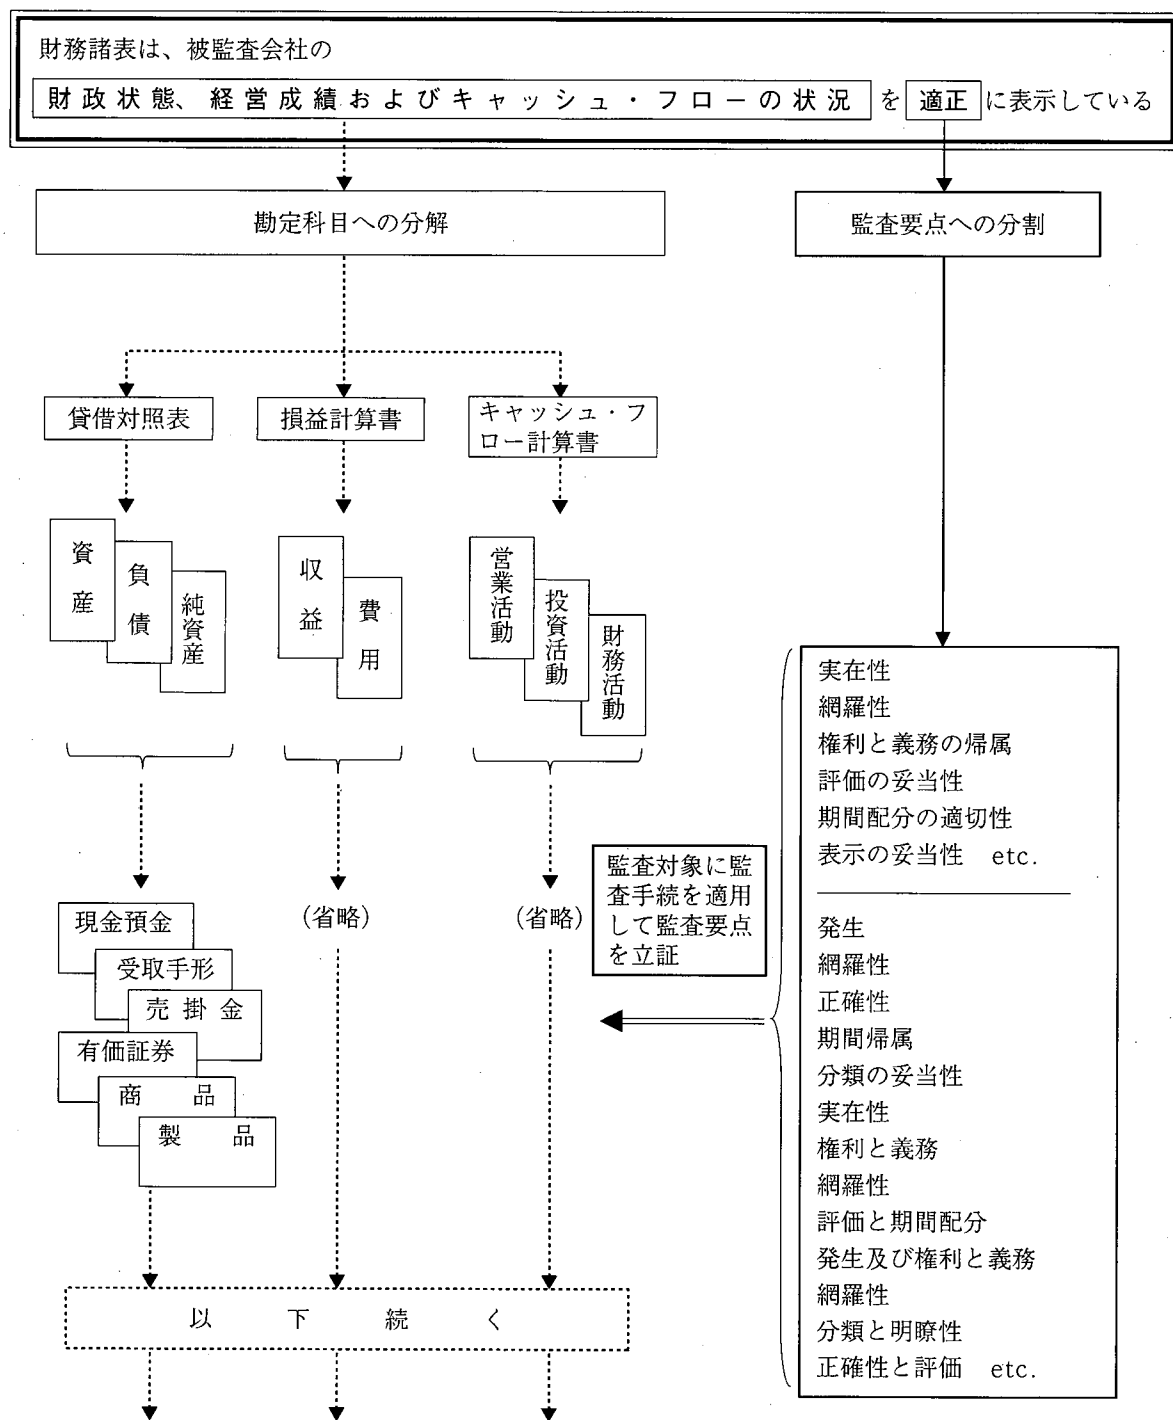 財務諸表は、被監査会社の
財政状態、経営成績およびキャッシュ・フローの状況 を 適正 に表示している
勘定科目への分解
監査要点への分割
貸借対照表
損益計算書
キャッシュ・フ
ロー計算書
資産
負債
純資産
収益
費用
営業活動
投資活動
財務活動
現金預金
受取手形
売掛金
有価証券
商品
製品
(省略)
(省略)
監査対象に監
査手続を適用
して監査要点
を立証
実在性
網羅性
権利と義務の帰属
評価の妥当性
期間配分の適切性
表示の妥当性 etc.
発生
網羅性
正確性
期間帰属
分類の妥当性
実在性
権利と義務
網羅性
評価と期間配分
発生及び権利と義務
網羅性
分類と明瞭性
正確性と評価 etc.
以下続く